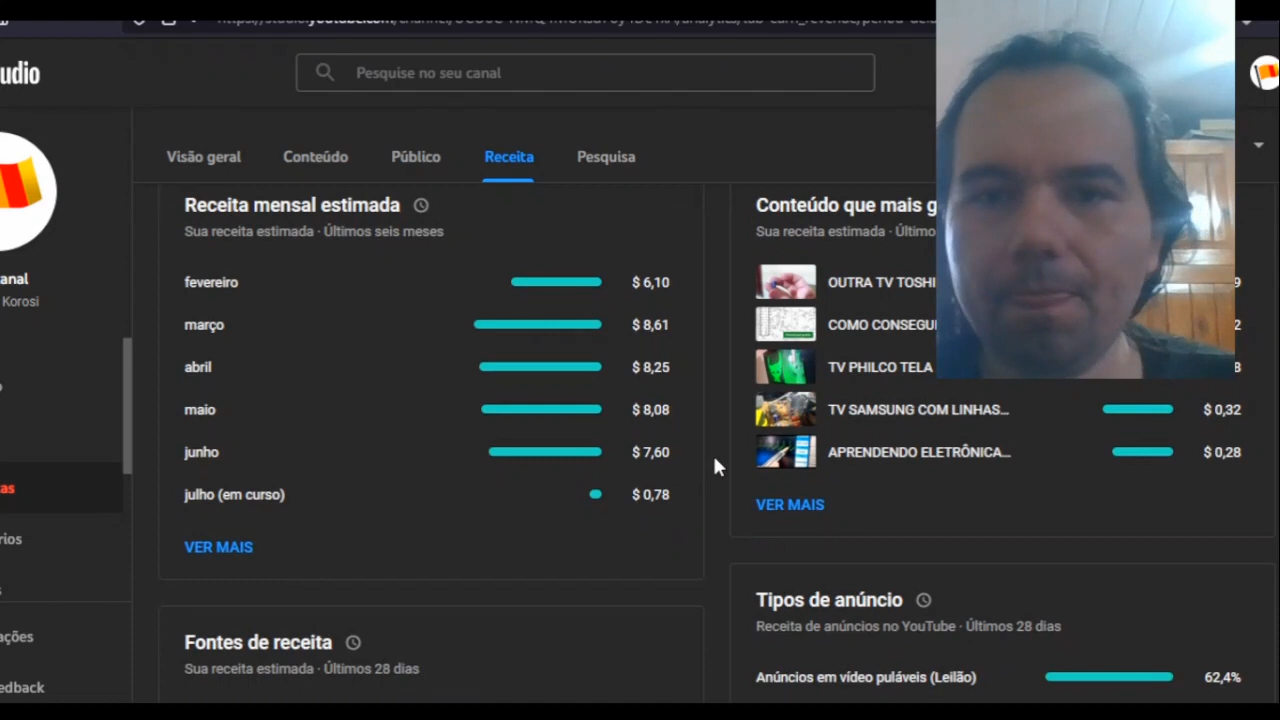 udio
Pesquise no seu canal
Visão geral
Conteúdo
Público
Receita
Pesquisa
anal
Korosi
as
rios
ações
edback
Receita mensal estimada
Sua receita estimada · Últimos seis meses
fevereiro $ 6,10
março $ 8,61
abril $ 8,25
maio $ 8,08
junho $ 7,60
julho (em curso) $ 0,78
VER MAIS
Fontes de receita
Sua receita estimada · Últimos 28 dias
Conteúdo que mais g
Sua receita estimada · Último
OUTRA TV TOSHI 9
COMO CONSEGU 2
TV PHILCO TELA 8
TV SAMSUNG COM LINHAS... $ 0,32
APRENDENDO ELETRÔNICA... $ 0,28
VER MAIS
Tipos de anúncio
Receita de anúncios no YouTube · Últimos 28 dias
Anúncios em vídeo puláveis (Leilão) 62,4%